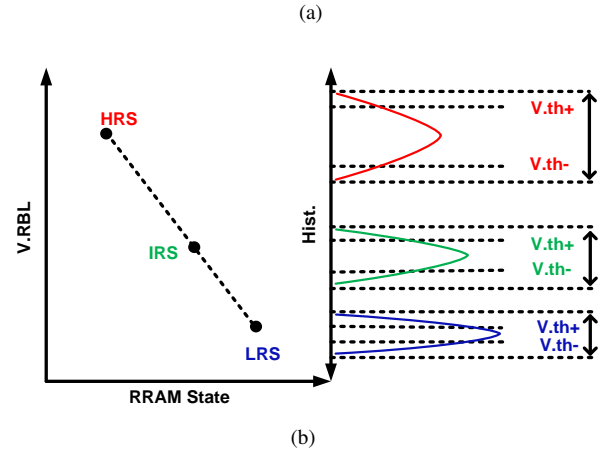 (a)
HRS
IRS
LRS
V.RBL
RRAM State
Hist.
V.th+
V.th-
V.th+
V.th-
V.th+
V.th-
(b)